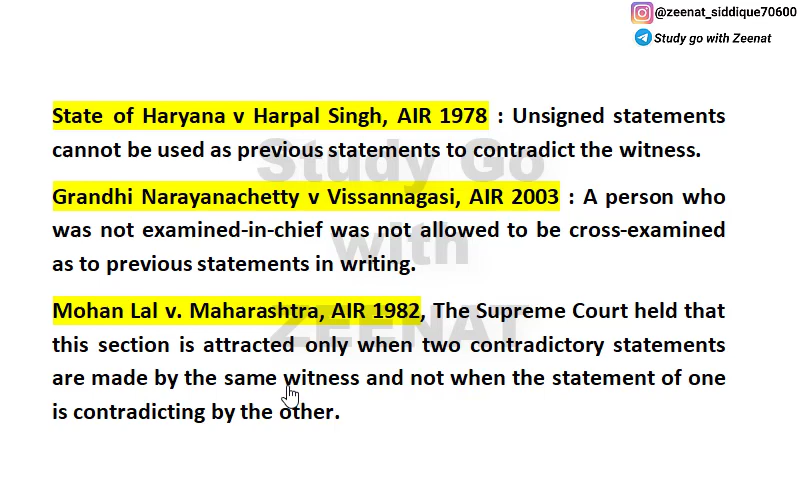 @zeenat_siddique70600
Study go with Zeenat
State of Haryana v Harpal Singh, AIR 1978 : Unsigned statements
cannot be used as previous statements to contradict the witness.
Grandhi Narayanachetty v Vissannagasi, AIR 2003 : A person who
was not examined-in-chief was not allowed to be cross-examined
as to previous statements in writing.
Mohan Lal v. Maharashtra, AIR 1982, The Supreme Court held that
this section is attracted only when two contradictory statements
are made by the same witness and not when the statement of one
is contradicting by the other.
Study Go
with
ZEENAT